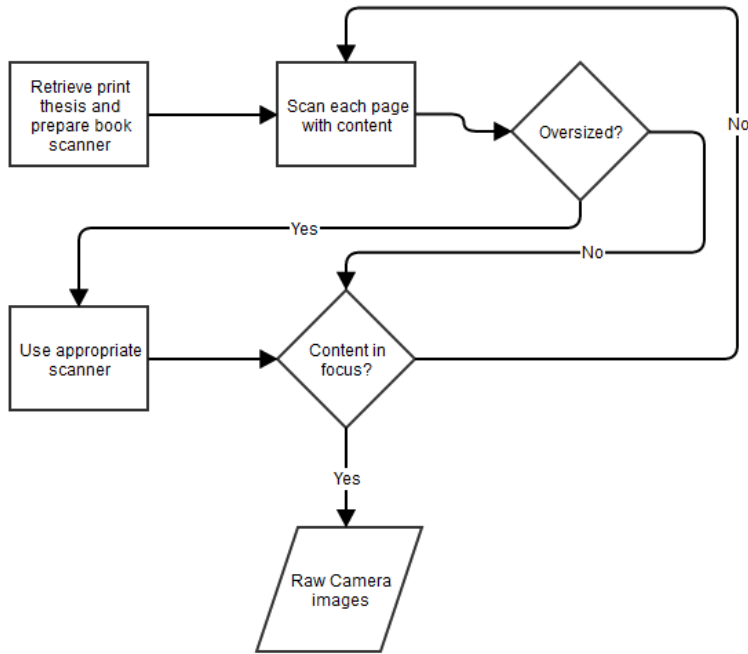 Retrieve print
thesis and
prepare book
scanner
Scan each page
with content
Oversized?
No
Yes
No
Use appropriate
scanner
Content in
focus?
Yes
Raw Camera
images